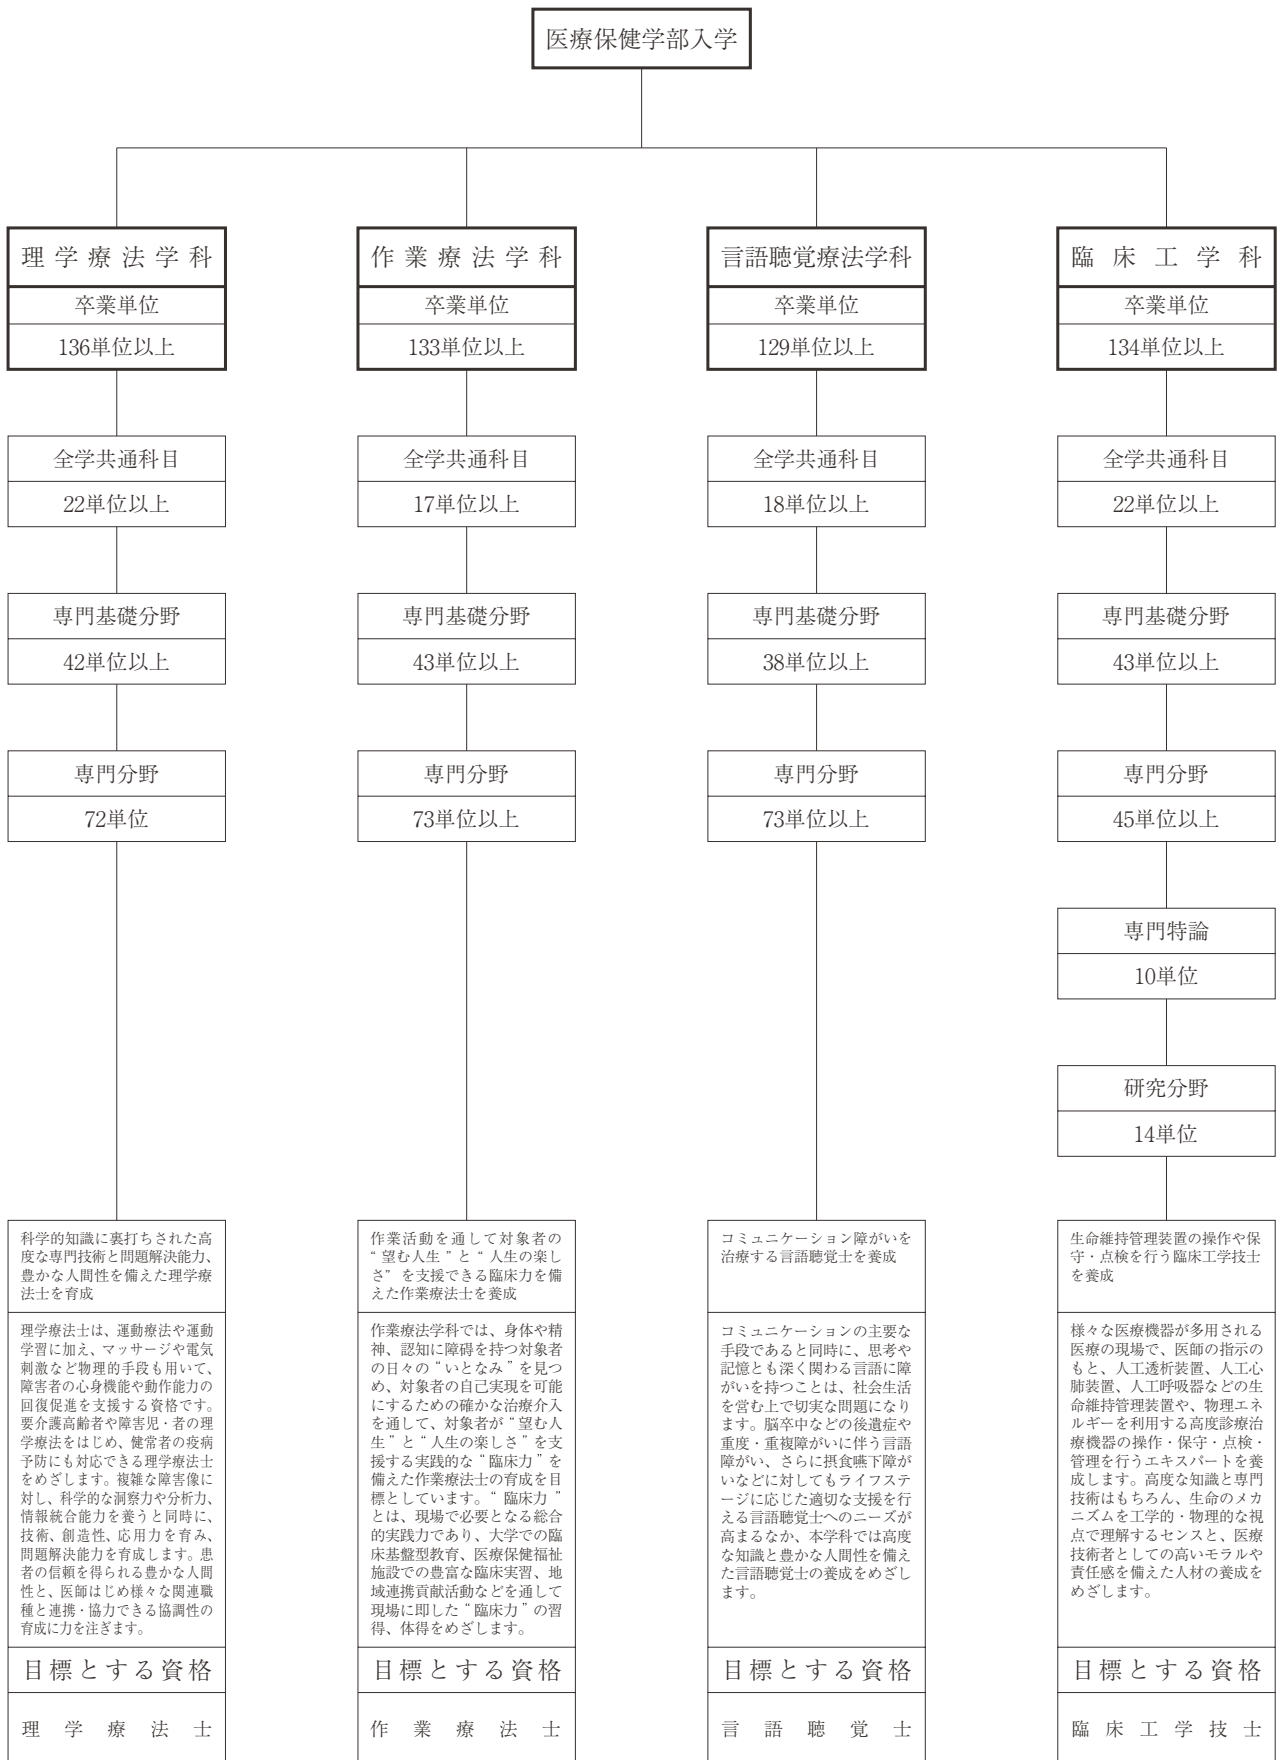 医療保健学部入学
理学療法学科
卒業単位
136単位以上
全学共通科目
22単位以上
専門基礎分野
42単位以上
専門分野
72単位
科学的知識に裏打ちされた高
度な専門技術と問題解決能力、
豊かな人間性を備えた理学療
法士を育成
理学療法士は、運動療法や運動
学習に加え、マッサージや電気
刺激など物理的手段も用いて、
障害者の心身機能や動作能力の
回復促進を支援する資格です。
要介護高齢者や障害児・者の理
学療法をはじめ、健常者の疾病
予防にも対応できる理学療法士
をめざします。複雑な障害像に
対し、科学的な洞察力や分析力、
情報統合能力を養うと同時に、
技術、創造性、応用力を育み、
問題解決能力を育成します。患
者の信頼を得られる豊かな人間
性と、医師はじめ様々な関連職
種と連携・協力できる協調性の
育成に力を注ぎます。
目標とする資格
理学療法士
作業療法学科
卒業単位
133単位以上
全学共通科目
17単位以上
専門基礎分野
43単位以上
専門分野
73単位以上
作業活動を通して対象者の
“望む人生”と“人生の楽し
さ”を支援できる臨床力を備
えた作業療法士を養成
作業療法学科では、身体や精
神、認知に障碍を持つ対象者
の日々の“いとなみ”を見つ
め、対象者の自己実現を可能
にするための確かな治療介入
を通して、対象者が“望む人
生”と“人生の楽しさ”を支
援する実践的な“臨床力”を
備えた作業療法士の育成を目
標としています。“臨床力”
とは、現場で必要となる総合
的実践力であり、大学での臨
床基盤型教育、医療保健福祉
施設での豊富な臨床実習、地
域連携貢献活動などを通して
現場に即した“臨床力”の習
得、体得をめざします。
目標とする資格
作業療法士
言語聴覚療法学科
卒業単位
129単位以上
全学共通科目
18単位以上
専門基礎分野
38単位以上
専門分野
73単位以上
コミュニケーション障がいを
治療する言語聴覚士を養成
コミュニケーションの主要な
手段であると同時に、思考や
記憶とも深く関わる言語に障
がいを持つことは、社会生活
を営む上で切実な問題になり
ます。脳卒中などの後遺症や
重度・重複障がいに伴う言語
障がい、さらに摂食嚥下障が
いなどに対してもライフステ
ージに応じた適切な支援を行
える言語聴覚士へのニーズが
高まるなか、本学科では高度
な知識と豊かな人間性を備え
た言語聴覚士の養成をめざし
ます。
目標とする資格
言語聴覚士
臨床工学科
卒業単位
134単位以上
全学共通科目
22単位以上
専門基礎分野
43単位以上
専門分野
45単位以上
専門特論
10単位
研究分野
14単位
生命維持管理装置の操作や保
守・点検を行う臨床工学技士
を養成
様々な医療機器が多用される
医療の現場で、医師の指示の
もと、人工透析装置、人工心
肺装置、人工呼吸器などの生
命維持管理装置や、物理エネ
ルギーを利用する高度診療治
療機器の操作・保守・点検・
管理を行うエキスパートを養
成します。高度な知識と専門
技術はもちろん、生命のメカ
ニズムを工学的・物理的な視
点で理解するセンスと、医療
技術者としての高いモラルや
責任感を備えた人材の養成を
めざします。
目標とする資格
臨床工学技士